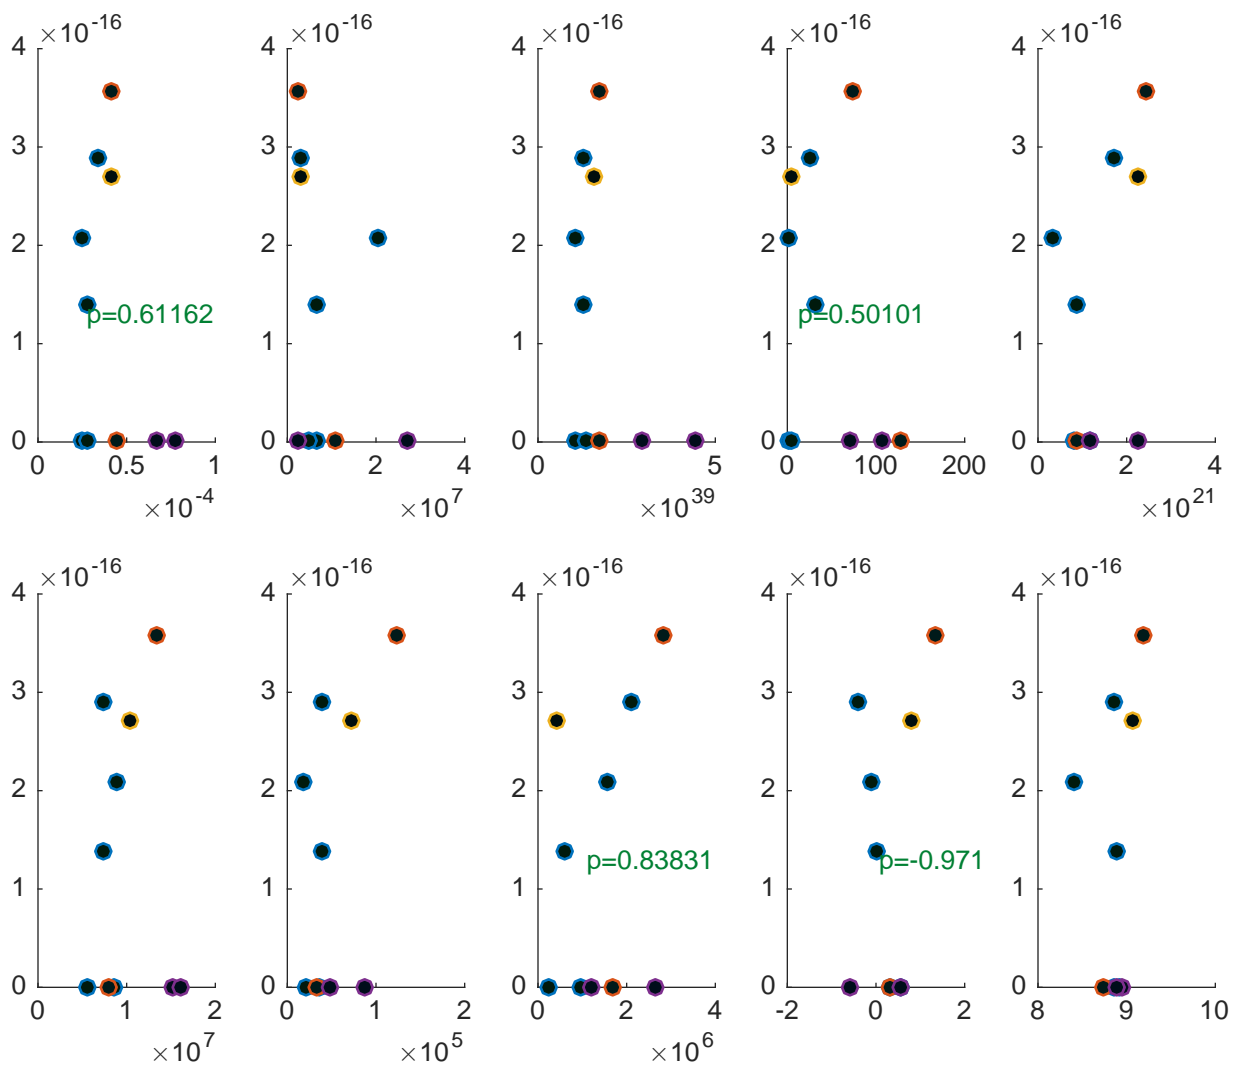 ×10^-16 ×10^-16 ×10^-16 ×10^-16 ×10^-16
4 4 4 4 4
3 3 3 3 3
2 2 2 2 2
p=0.61162 p=0.50101
1 1 1 1 1
0 0 0 0 0
0 0.5 1 0 2 4 0 5 0 100 200 0 2 4
×10^-4 ×10^7 ×10^39 ×10^21
×10^-16 ×10^-16 ×10^-16 ×10^-16 ×10^-16
4 4 4 4 4
3 3 3 3 3
2 2 2 2 2
p=0.83831 p=-0.971
1 1 1 1 1
0 0 0 0 0
0 1 2 0 1 2 0 2 4 -2 0 2 8 9 10
×10^7 ×10^5 ×10^6